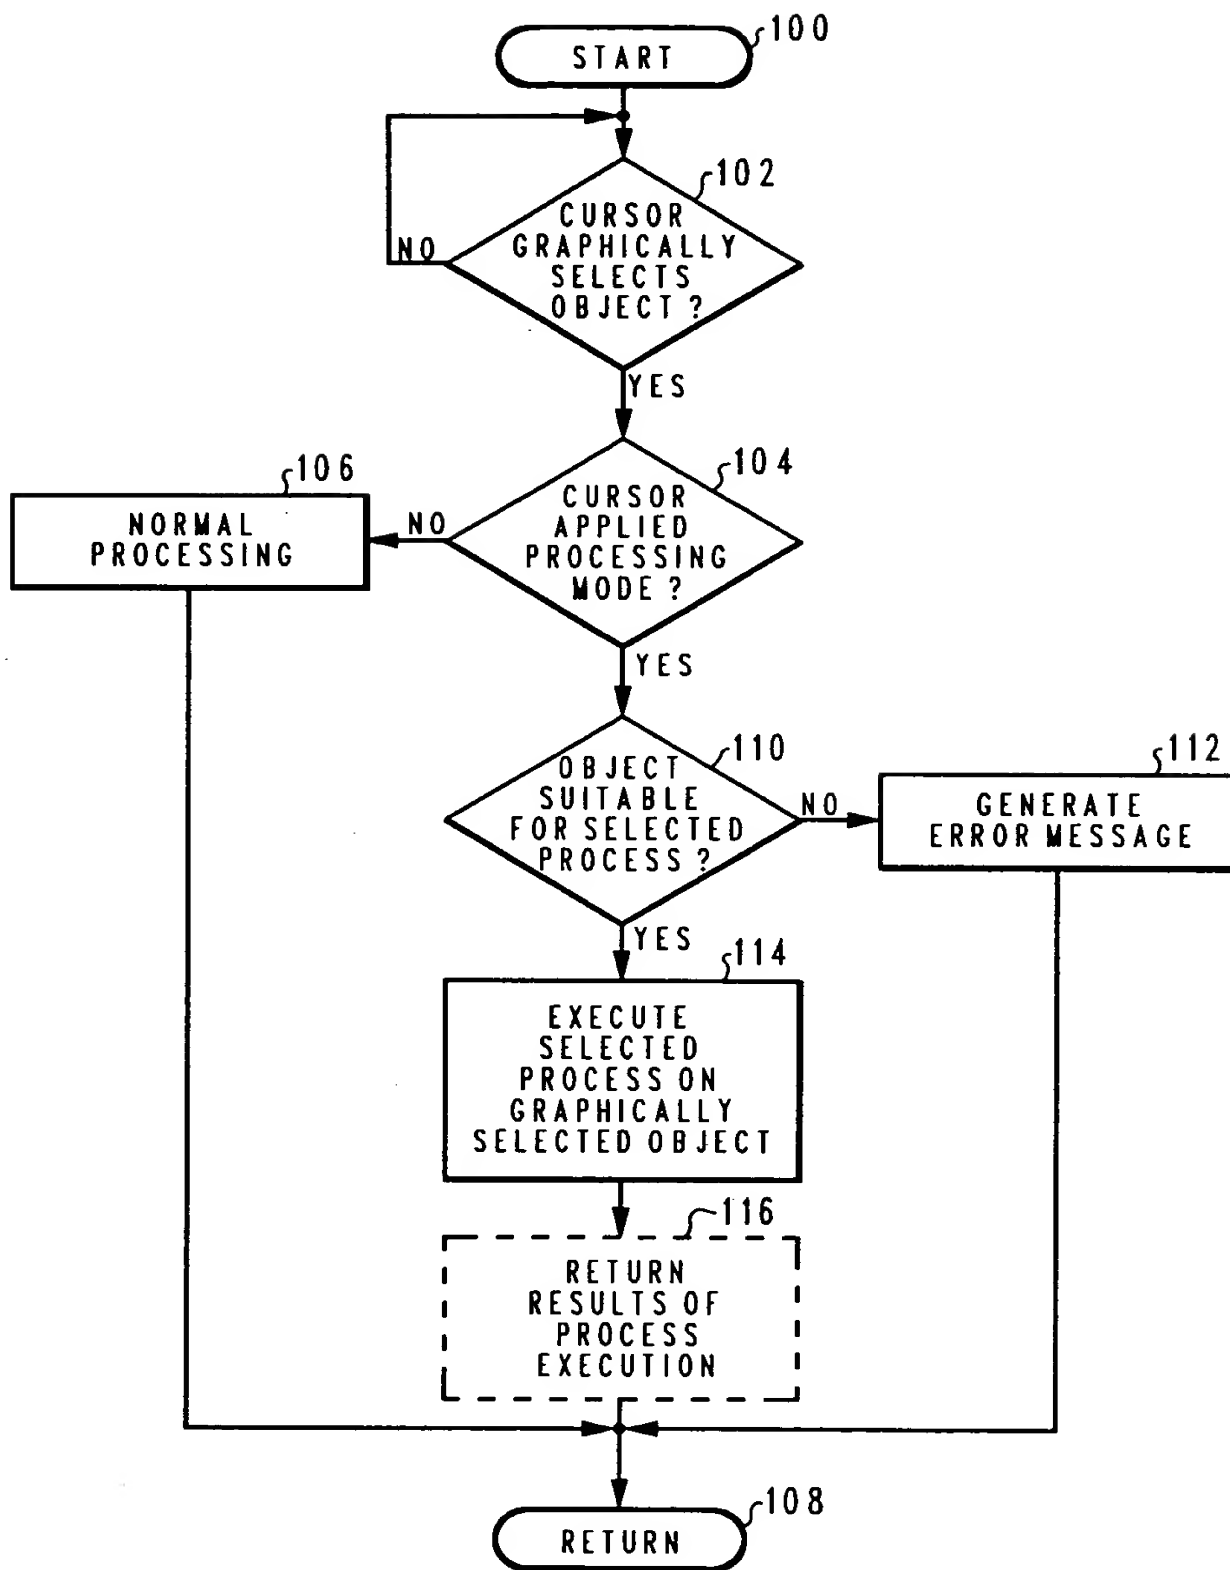 100
START
102
CURSOR
GRAPHICALLY
SELECTS
OBJECT ?
NO
YES
104
CURSOR
APPLIED
PROCESSING
MODE ?
NO
106
NORMAL
PROCESSING
YES
110
OBJECT
SUITABLE
FOR SELECTED
PROCESS ?
NO
112
GENERATE
ERROR MESSAGE
YES
114
EXECUTE
SELECTED
PROCESS ON
GRAPHICALLY
SELECTED OBJECT
116
RETURN
RESULTS OF
PROCESS
EXECUTION
108
RETURN